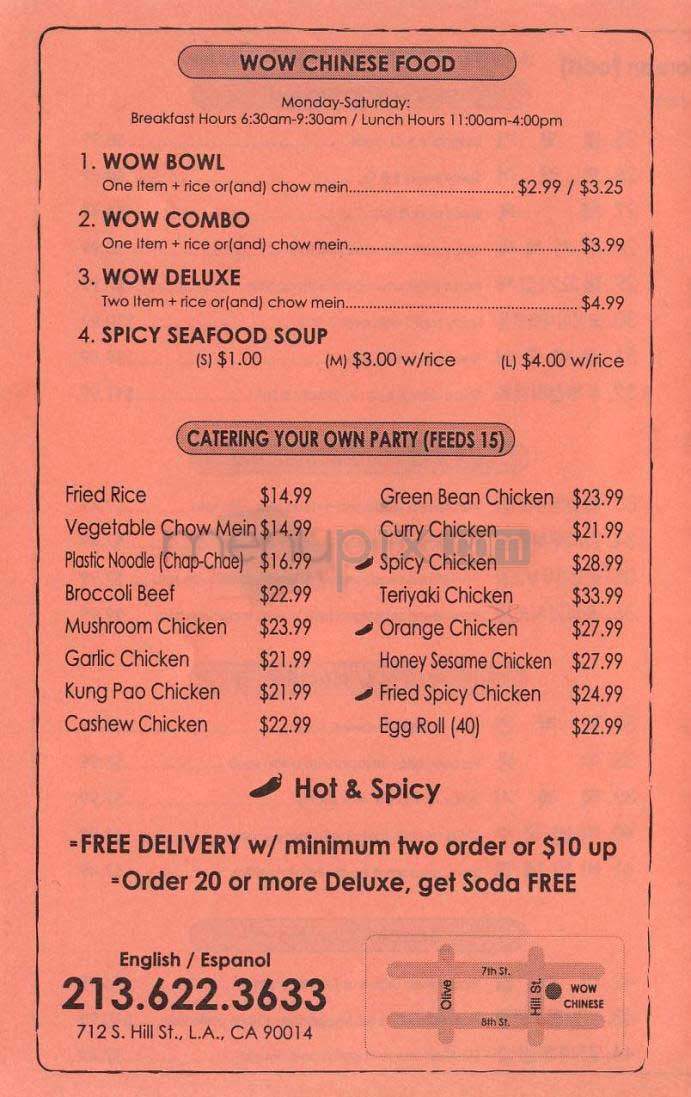 WOW CHINESE FOOD
Monday-Saturday:
Breakfast Hours 6:30am-9:30am / Lunch Hours 11:00am-4:00pm
1. WOW BOWL
One Item + rice or(and) chow mein.................................. $2.99 / $3.25
2. WOW COMBO
One Item + rice or(and) chow mein................................................$3.99
3. WOW DELUXE
Two Item + rice or(and) chow mein................................................ $4.99
4. SPICY SEAFOOD SOUP
(S) $1.00 (M) $3.00 w/rice (L) $4.00 w/rice
CATERING YOUR OWN PARTY (FEEDS 15)
Fried Rice $14.99
Vegetable Chow Mein $14.99
Plastic Noodle (Chap-Chae) $16.99
Broccoli Beef $22.99
Mushroom Chicken $23.99
Garlic Chicken $21.99
Kung Pao Chicken $21.99
Cashew Chicken $22.99
Green Bean Chicken $23.99
Curry Chicken $21.99
Spicy Chicken $28.99
Teriyaki Chicken $33.99
Orange Chicken $27.99
Honey Sesame Chicken $27.99
Fried Spicy Chicken $24.99
Egg Roll (40) $22.99
menupix
Hot & Spicy
=FREE DELIVERY w/ minimum two order or $10 up
=Order 20 or more Deluxe, get Soda FREE
English / Espanol
213.622.3633
712 S. Hill St., L.A., CA 90014
7th St.
Olive
Hill St.
WOW
CHINESE
8th St.